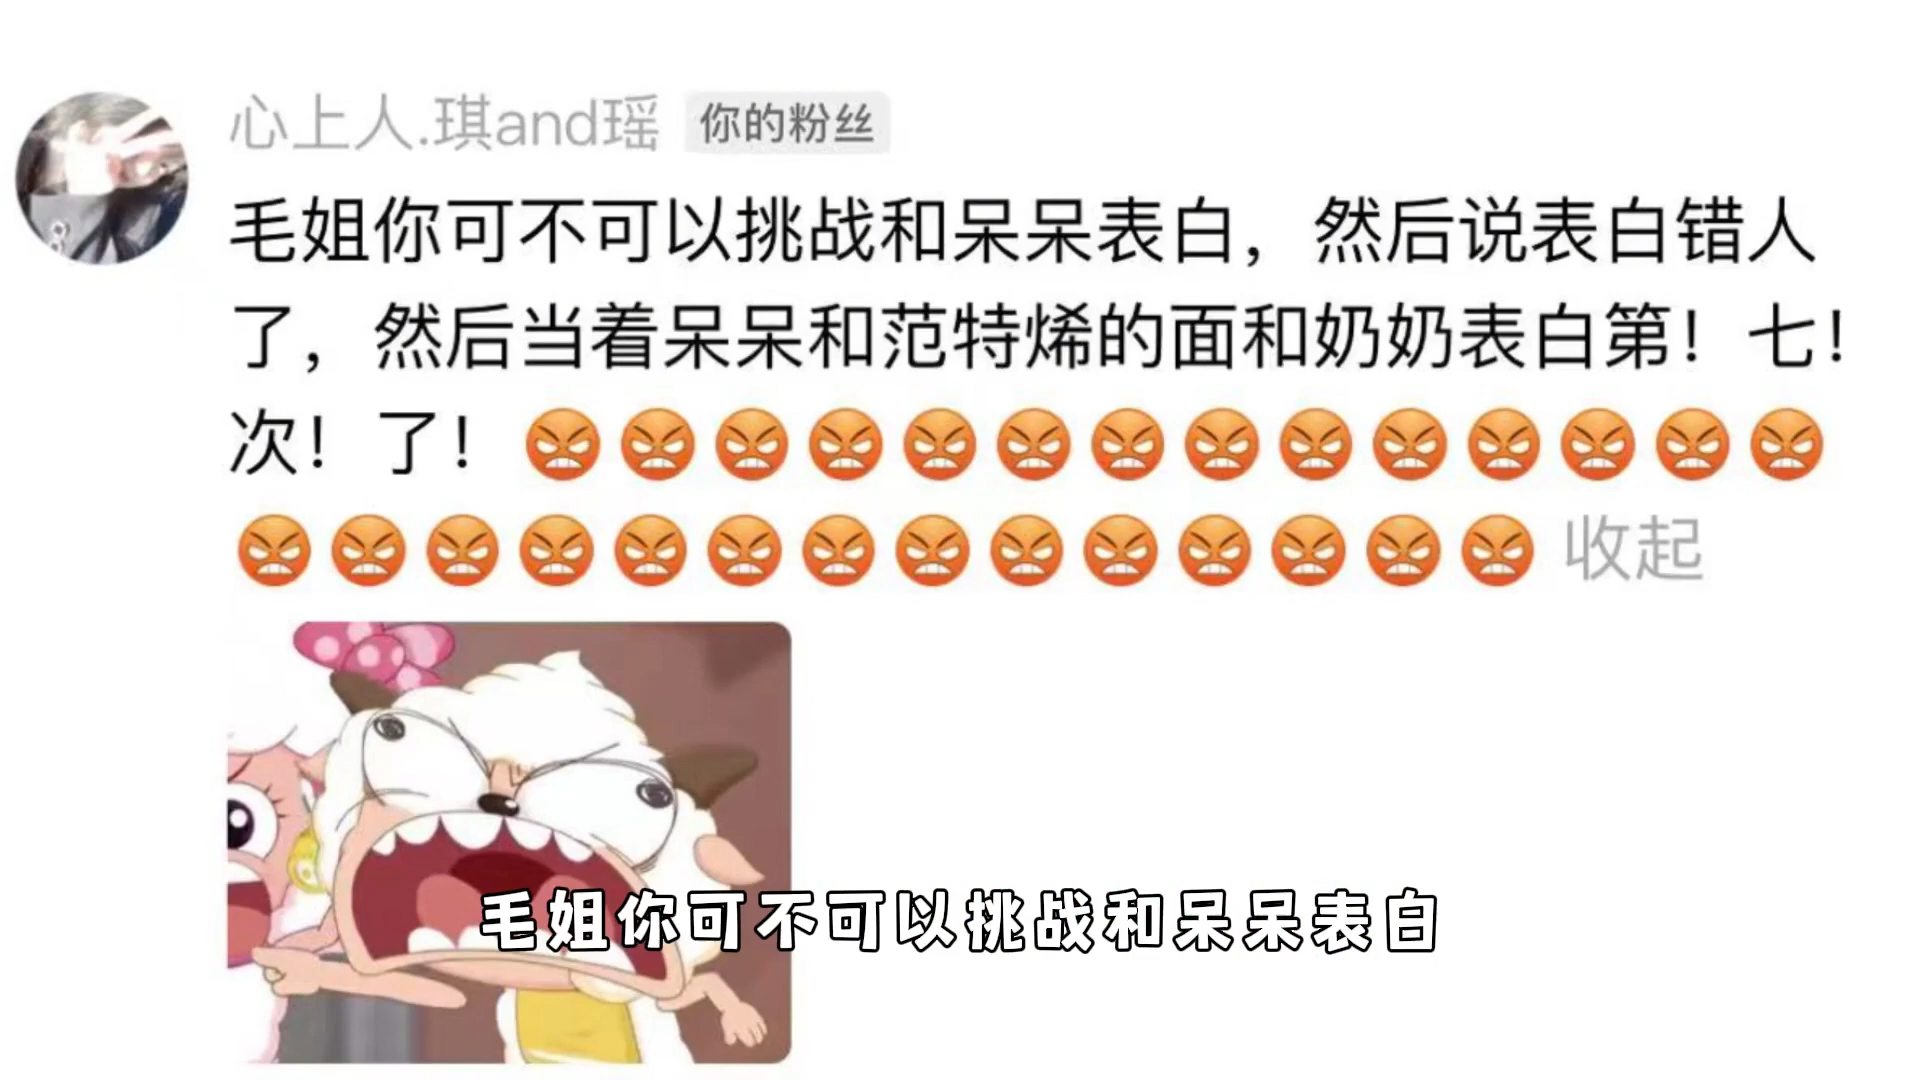 心上人.琪and瑶 你的粉丝
毛姐你可不可以挑战和呆呆表白，然后说表白错人
了，然后当着呆呆和范特烯的面和奶奶表白第！七！
次！了！😡😡😡😡😡😡😡😡😡😡😡😡😡😡
😡😡😡😡😡😡😡😡😡😡😡😡😡😡 收起
毛姐你可不可以挑战和呆呆表白